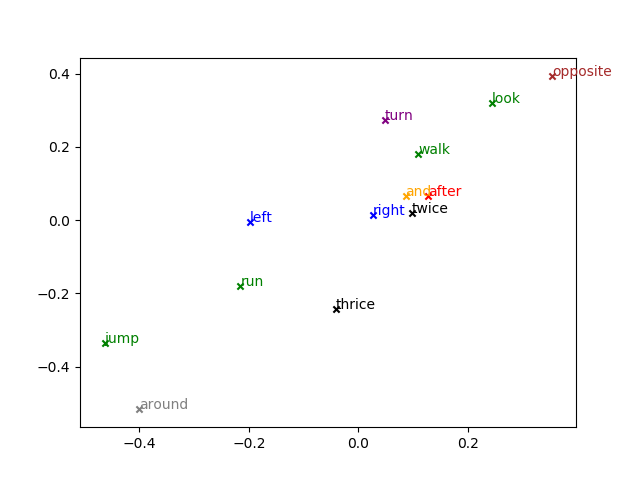 opposite
0.4
look
turn
0.2
walk
and after
twice
right
left
0.0
run
−0.2
thrice
jump
−0.4
around
−0.4 −0.2 0.0 0.2